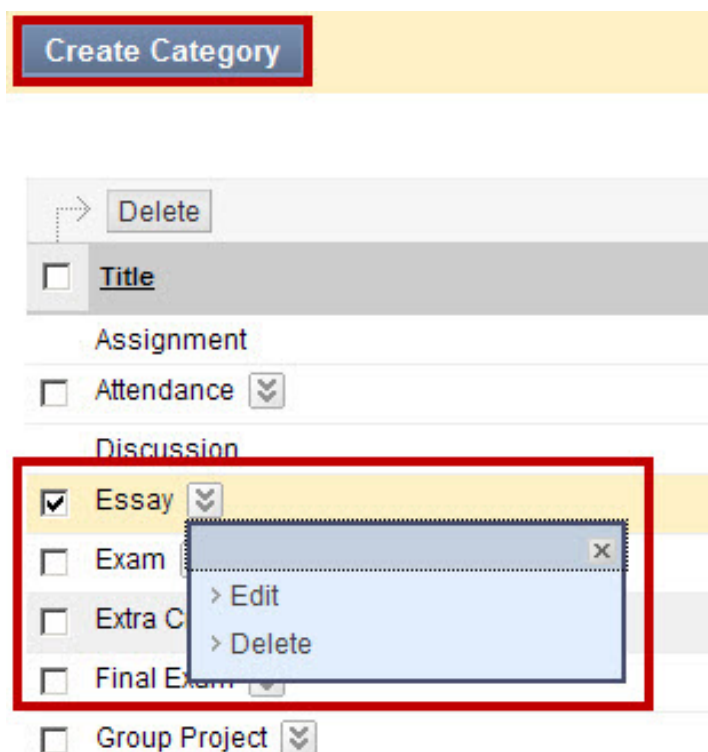 Create Category
Delete
Title
Assignment
Attendance
Discussion
Essay
Exam
> Edit
Extra C
> Delete
Final Exam
Group Project